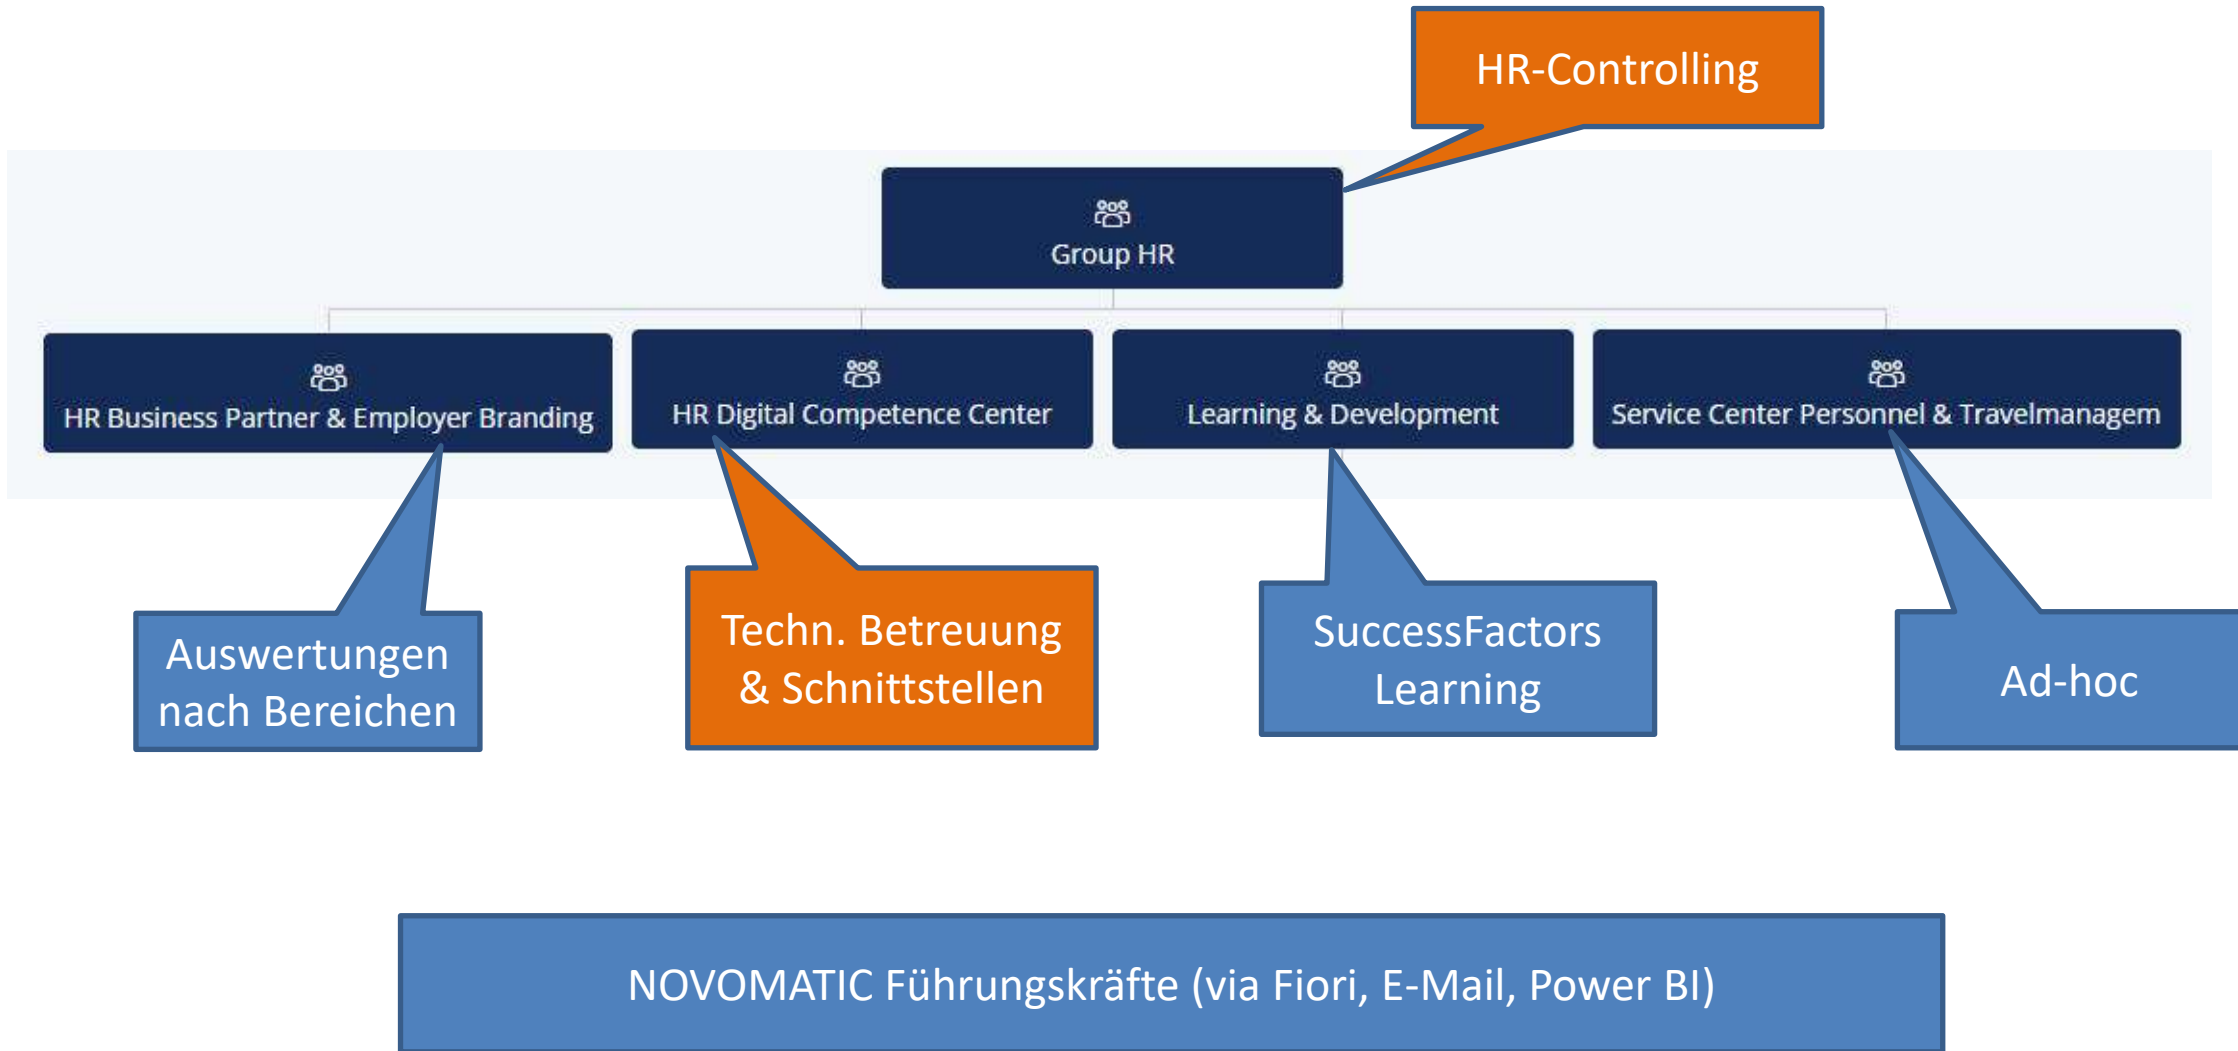 HR-Controlling
Group HR
HR Business Partner & Employer Branding
HR Digital Competence Center
Learning & Development
Service Center Personnel & Travelmanagem
Auswertungen
nach Bereichen
Techn. Betreuung
& Schnittstellen
SuccessFactors
Learning
Ad-hoc
NOVOMATIC Führungskräfte (via Fiori, E-Mail, Power BI)